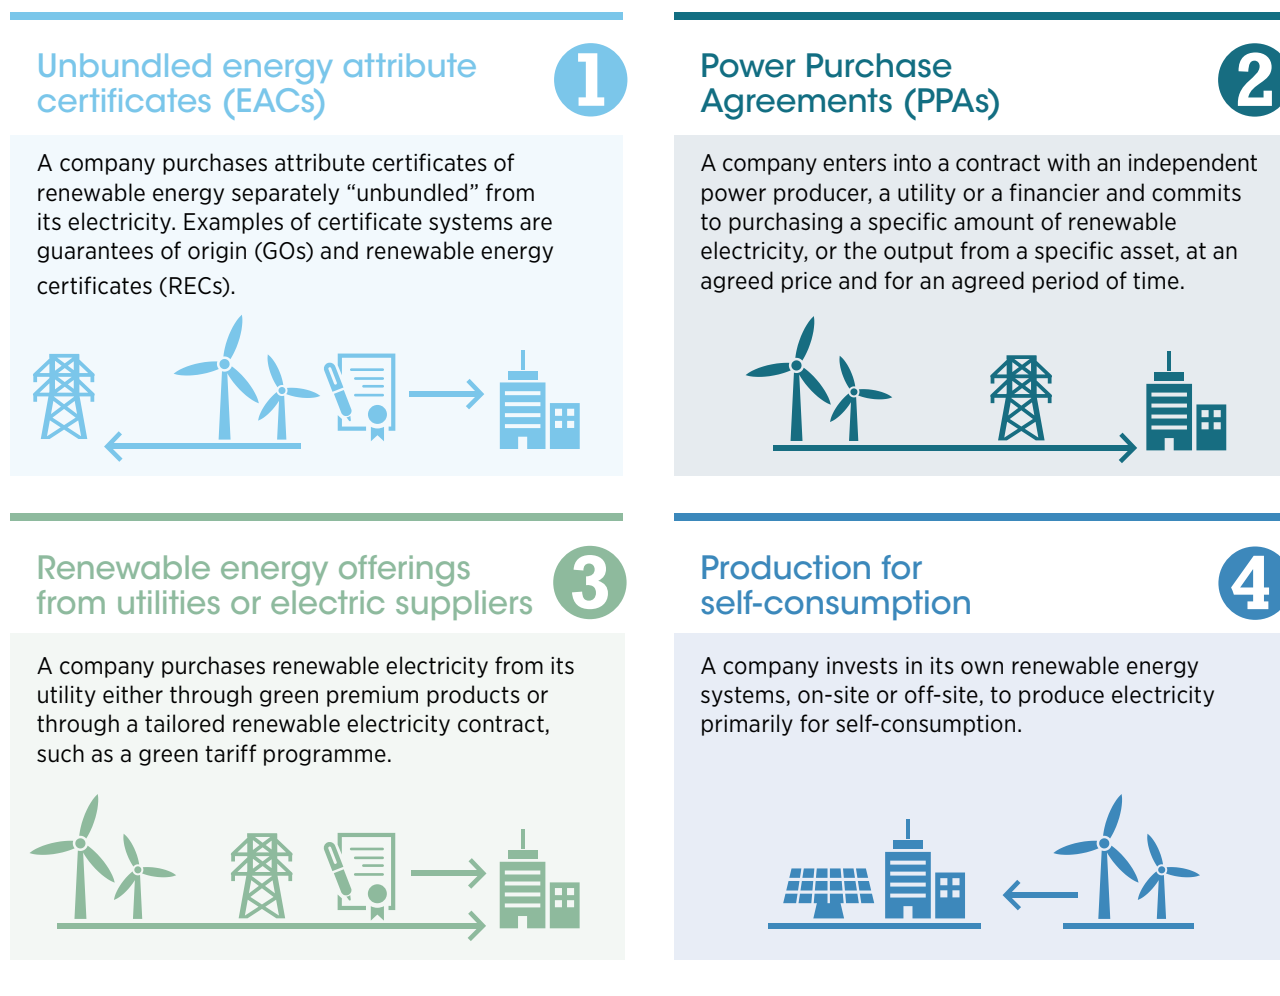 Unbundled energy attribute
certificates (EACs)
1
A company purchases attribute certificates of
renewable energy separately “unbundled” from
its electricity. Examples of certificate systems are
guarantees of origin (GOs) and renewable energy
certificates (RECs).
Power Purchase
Agreements (PPAs)
2
A company enters into a contract with an independent
power producer, a utility or a financier and commits
to purchasing a specific amount of renewable
electricity, or the output from a specific asset, at an
agreed price and for an agreed period of time.
Renewable energy offerings
from utilities or electric suppliers
3
A company purchases renewable electricity from its
utility either through green premium products or
through a tailored renewable electricity contract,
such as a green tariff programme.
Production for
self-consumption
4
A company invests in its own renewable energy
systems, on-site or off-site, to produce electricity
primarily for self-consumption.